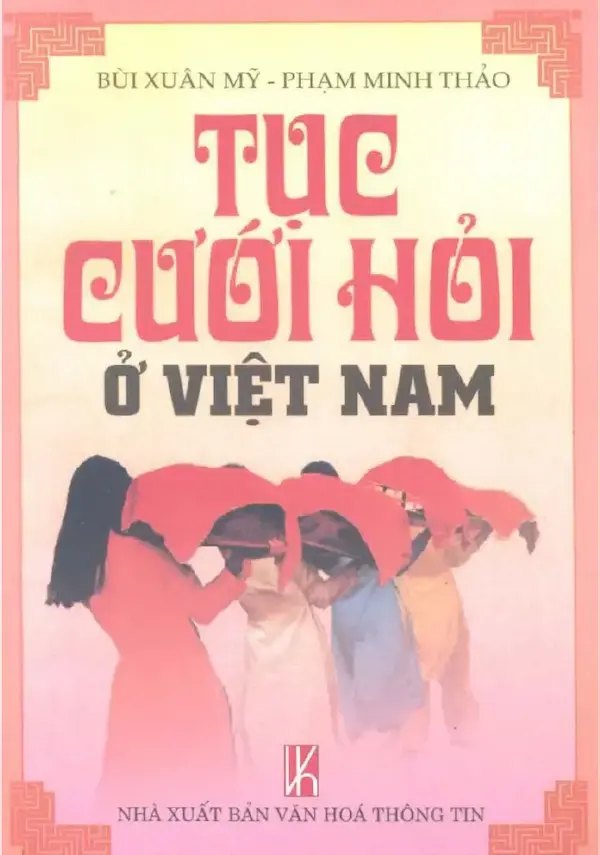 BÙI XUÂN MỸ - PHẠM MINH THẢO
TỤC
CƯỚI HỎI
Ở VIỆT NAM
NHÀ XUẤT BẢN VĂN HOÁ THÔNG TIN